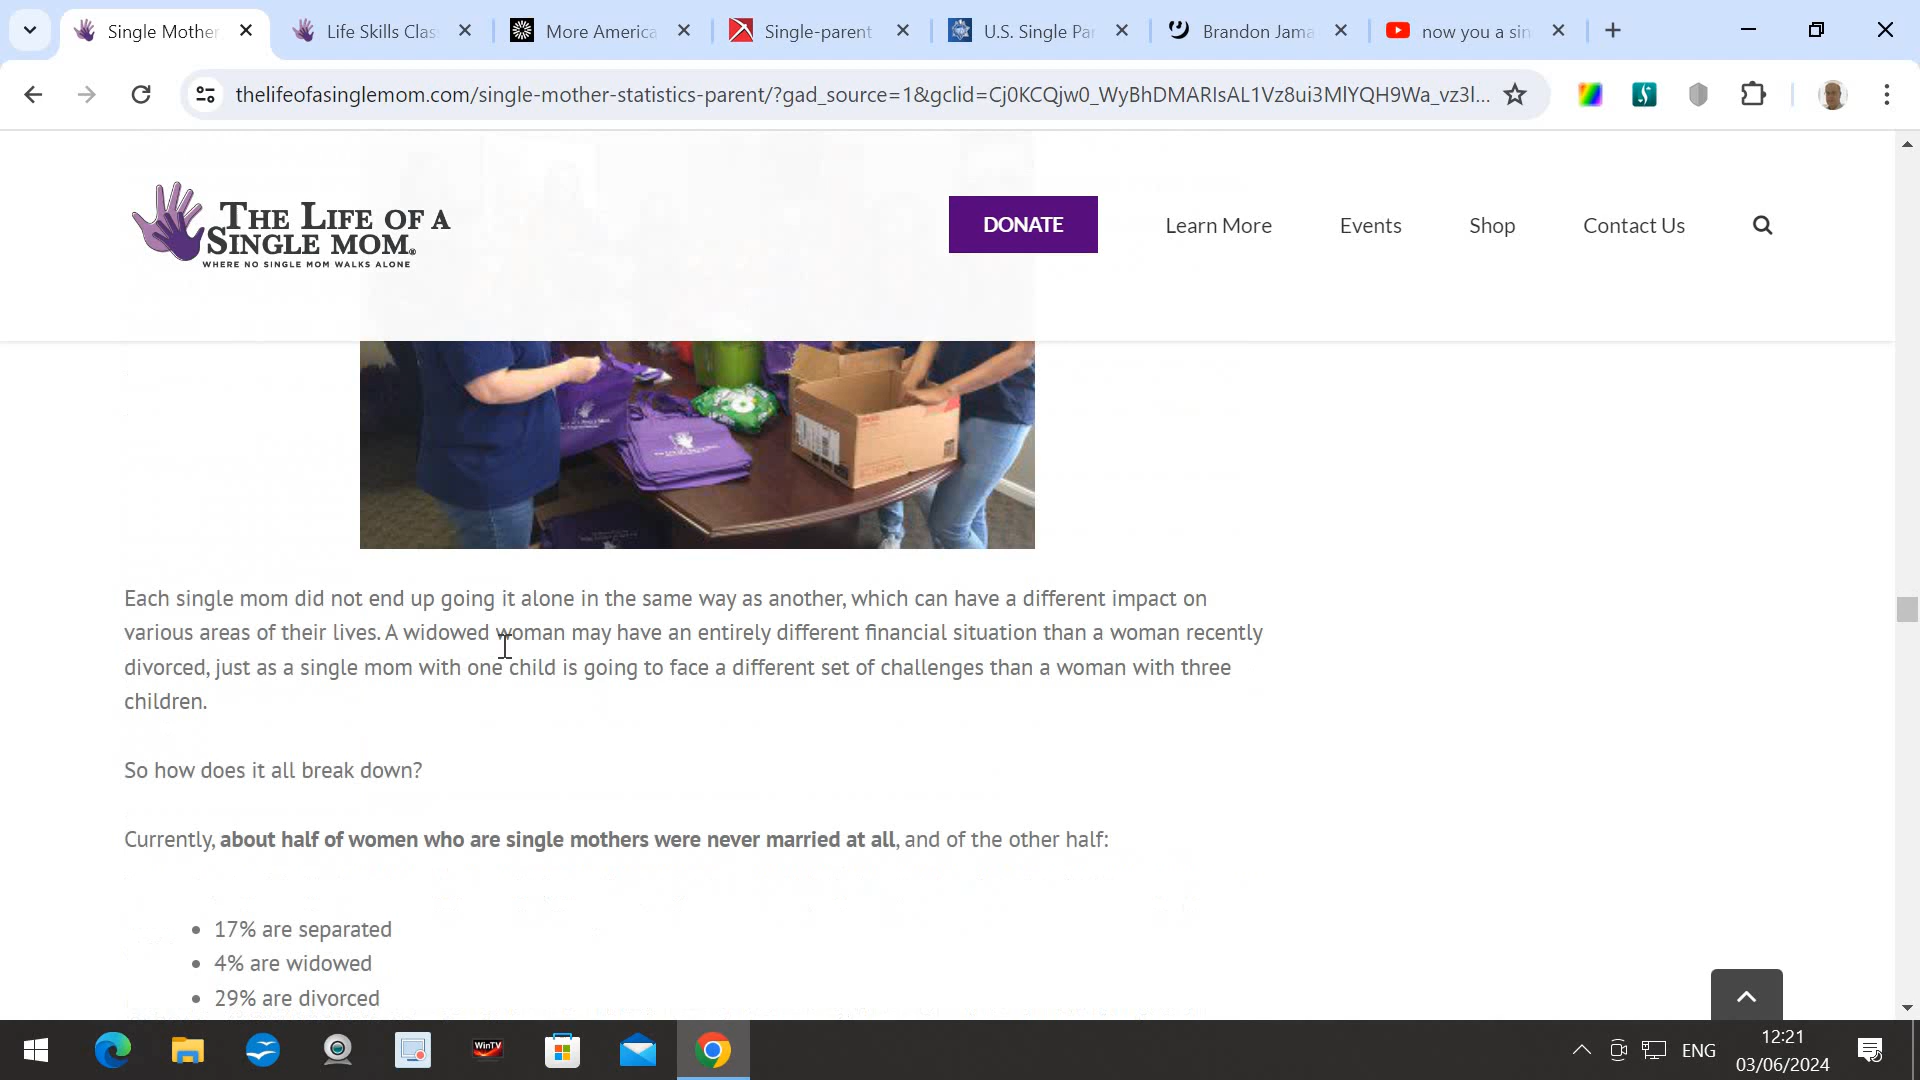 Single Mother
Life Skills Clas
More America
Single-parent
U.S. Single Par
Brandon Jama
now you a sin
thelifeofasinglemom.com/single-mother-statistics-parent/?gad_source=1&gclid=Cj0KCQjw0_WyBhDMARIsAL1Vz8ui3MlYQH9Wa_vz3l...
THE LIFE OF A
SINGLE MOM.®
WHERE NO SINGLE MOM WALKS ALONE
DONATE
Learn More
Events
Shop
Contact Us
Each single mom did not end up going it alone in the same way as another, which can have a different impact on
various areas of their lives. A widowed woman may have an entirely different financial situation than a woman recently
divorced, just as a single mom with one child is going to face a different set of challenges than a woman with three
children.
So how does it all break down?
Currently, about half of women who are single mothers were never married at all, and of the other half:
• 17% are separated
• 4% are widowed
• 29% are divorced
WinTV
ENG
12:21
03/06/2024